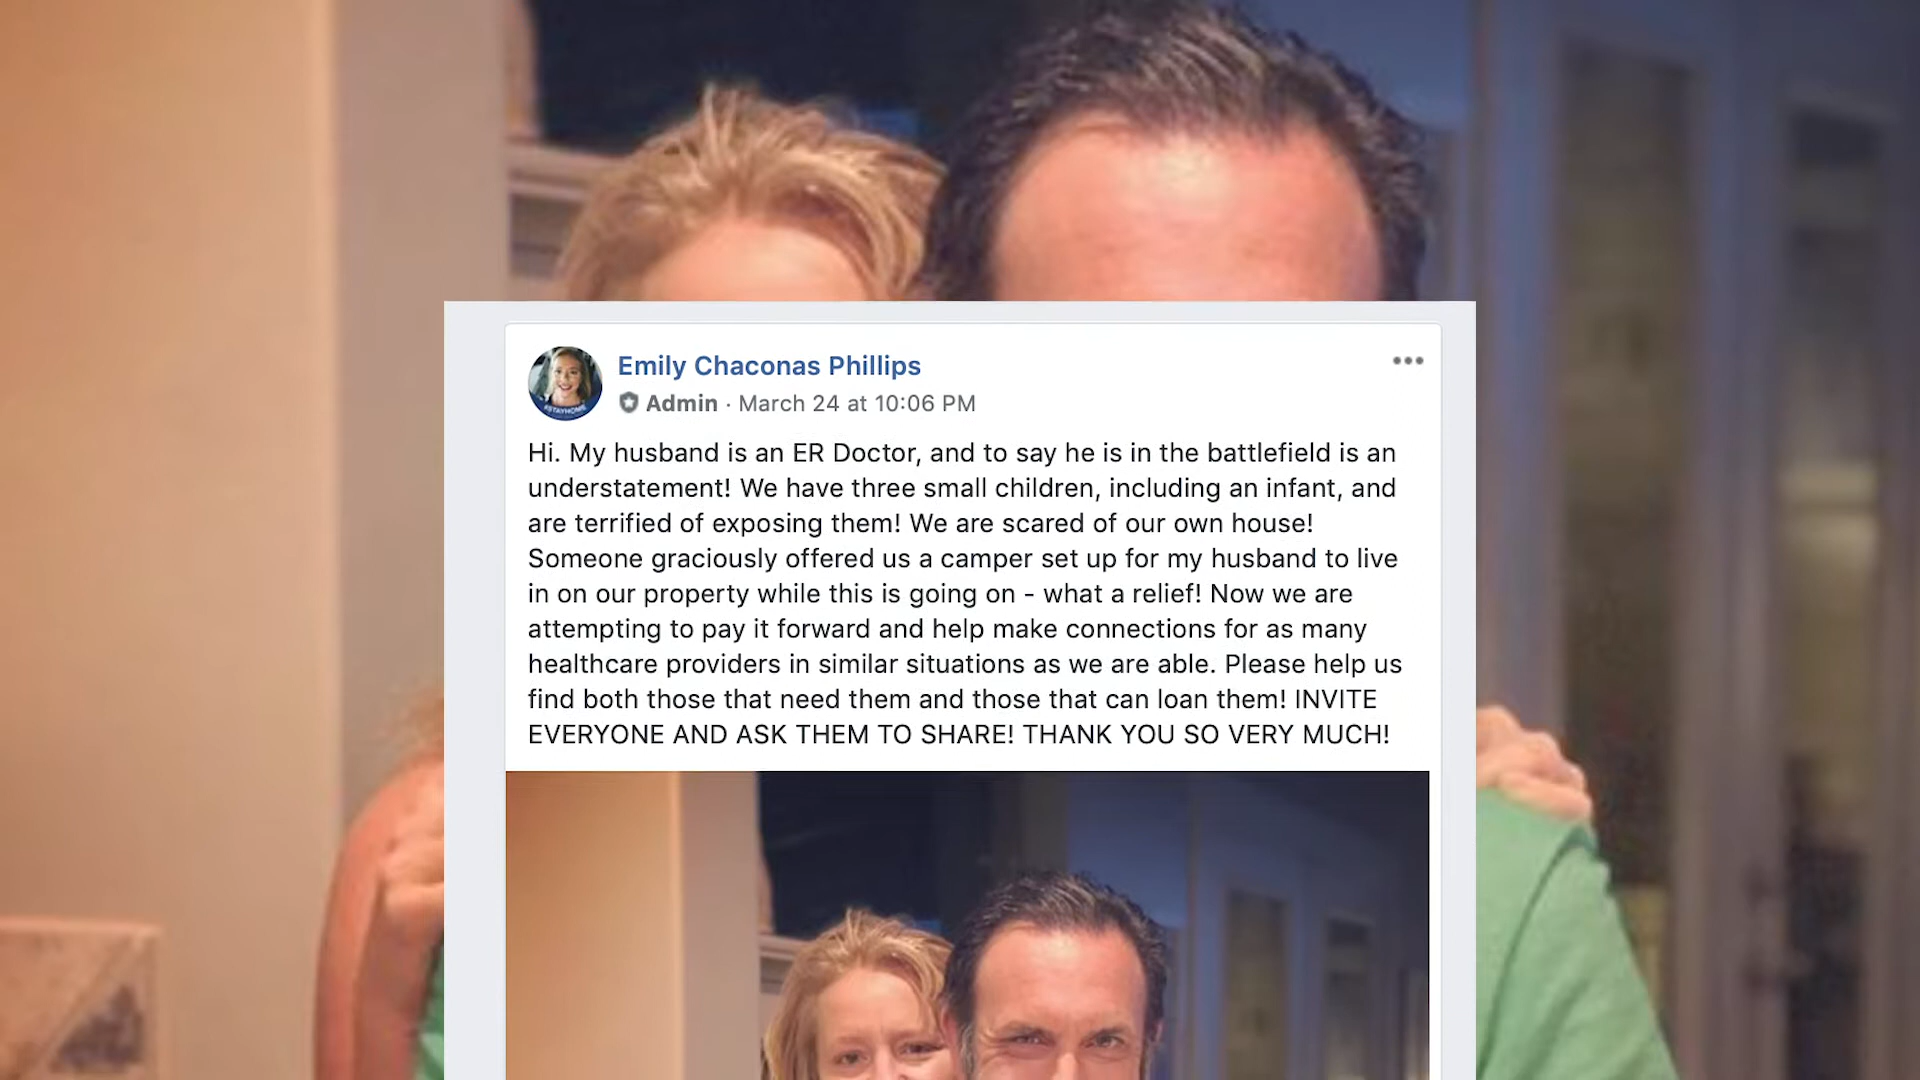 Emily Chaconas Phillips
Admin · March 24 at 10:06 PM
Hi. My husband is an ER Doctor, and to say he is in the battlefield is an
understatement! We have three small children, including an infant, and
are terrified of exposing them! We are scared of our own house!
Someone graciously offered us a camper set up for my husband to live
in on our property while this is going on - what a relief! Now we are
attempting to pay it forward and help make connections for as many
healthcare providers in similar situations as we are able. Please help us
find both those that need them and those that can loan them! INVITE
EVERYONE AND ASK THEM TO SHARE! THANK YOU SO VERY MUCH!
#STAYHOME